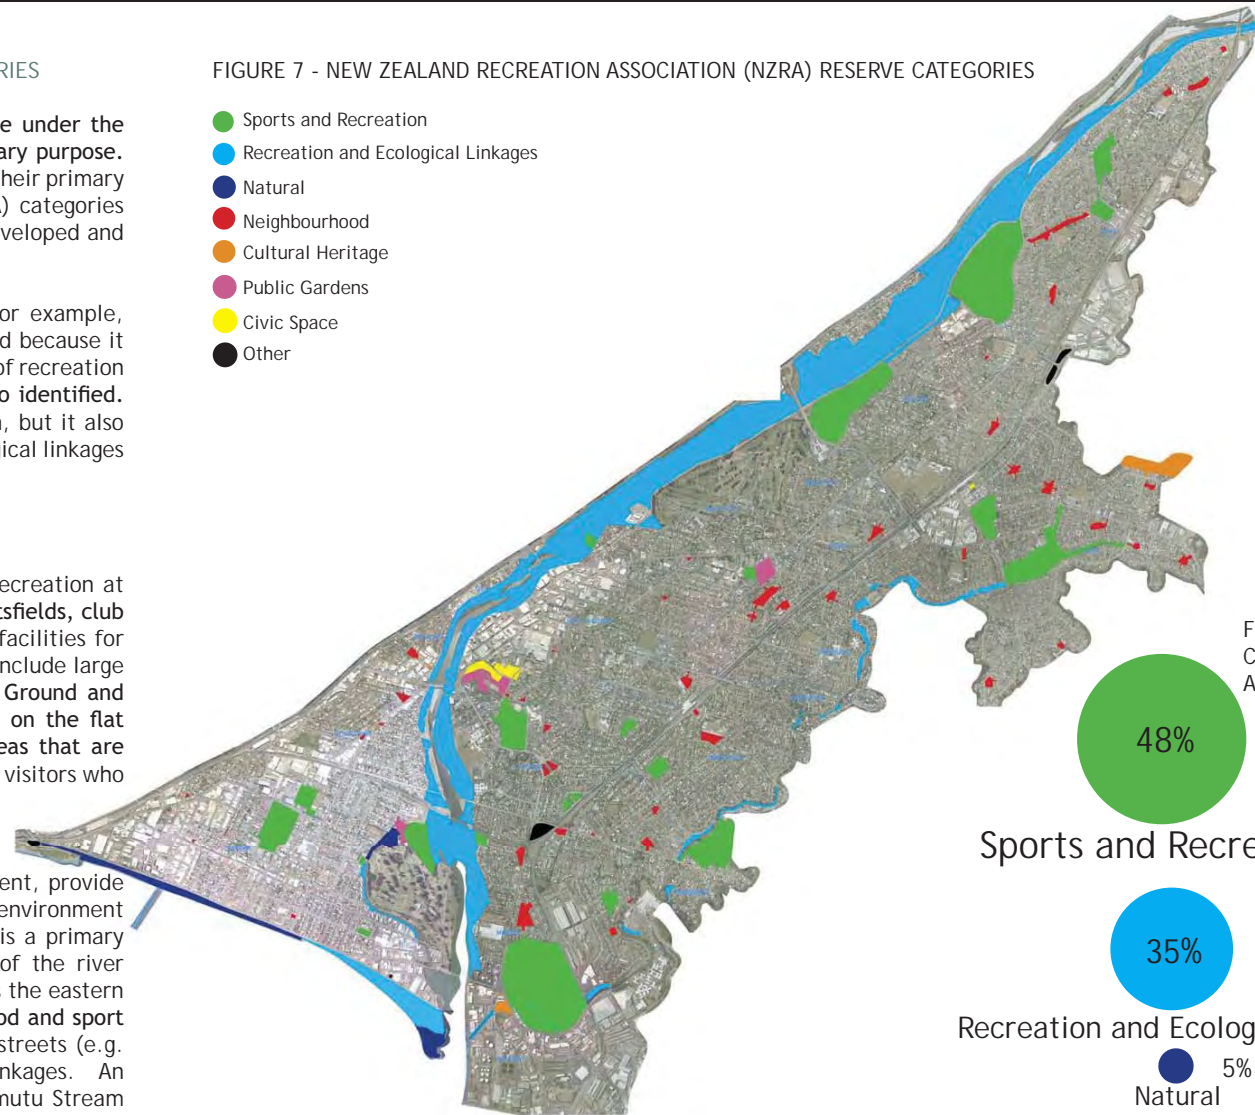 RIES
e under the
ary purpose.
heir primary
A) categories
veloped and
or example,
d because it
of recreation
o identified.
n, but it also
gical linkages
ecreation at
tsfields, club
facilities for
nclude large
Ground and
on the flat
eas that are
visitors who
ent, provide
environment
is a primary
of the river
s the eastern
od and sport
streets (e.g.
nkages. An
mutu Stream
FIGURE 7 - NEW ZEALAND RECREATION ASSOCIATION (NZRA) RESERVE CATEGORIES
Sports and Recreation
Recreation and Ecological Linkages
Natural
Neighbourhood
Cultural Heritage
Public Gardens
Civic Space
Other
F
C
A
48%
Sports and Recre
35%
Recreation and Ecolog
5%
Natural